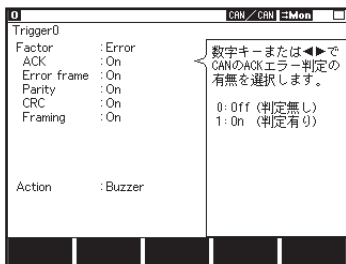 0
CAN/CAN
⇉Mon
Trigger0
Factor :Error
ACK :On
Error frame :On
Parity :On
CRC :On
Framing :On
Action :Buzzer
数字キーまたは◀▶で
CANのACKエラー判定の
有無を選択します。
0:Off (判定無し)
1:On (判定有り)